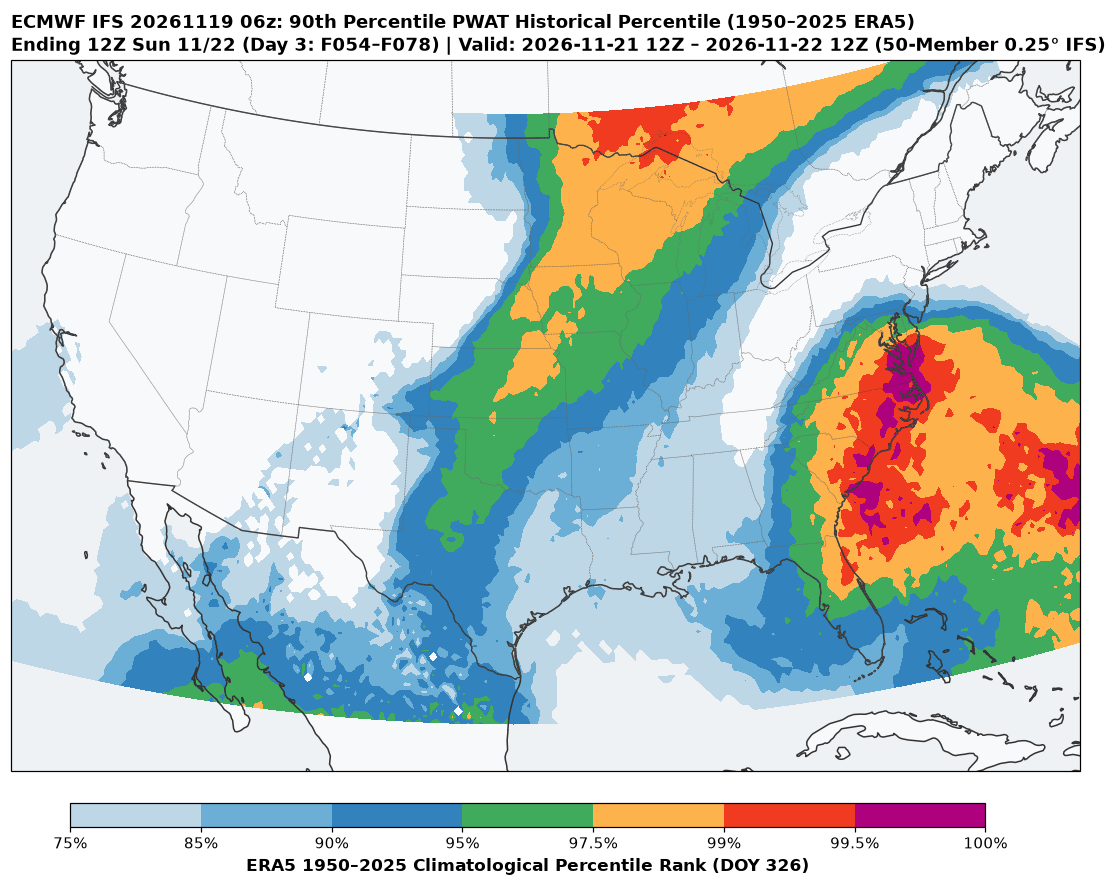 ECMWF IFS 20261119 06z: 90th Percentile PWAT Historical Percentile (1950–2025 ERA5)
Ending 12Z Sun 11/22 (Day 3: F054–F078) | Valid: 2026-11-21 12Z – 2026-11-22 12Z (50-Member 0.25° IFS)
75% 85% 90% 95% 97.5% 99% 99.5% 100%
ERA5 1950–2025 Climatological Percentile Rank (DOY 326)